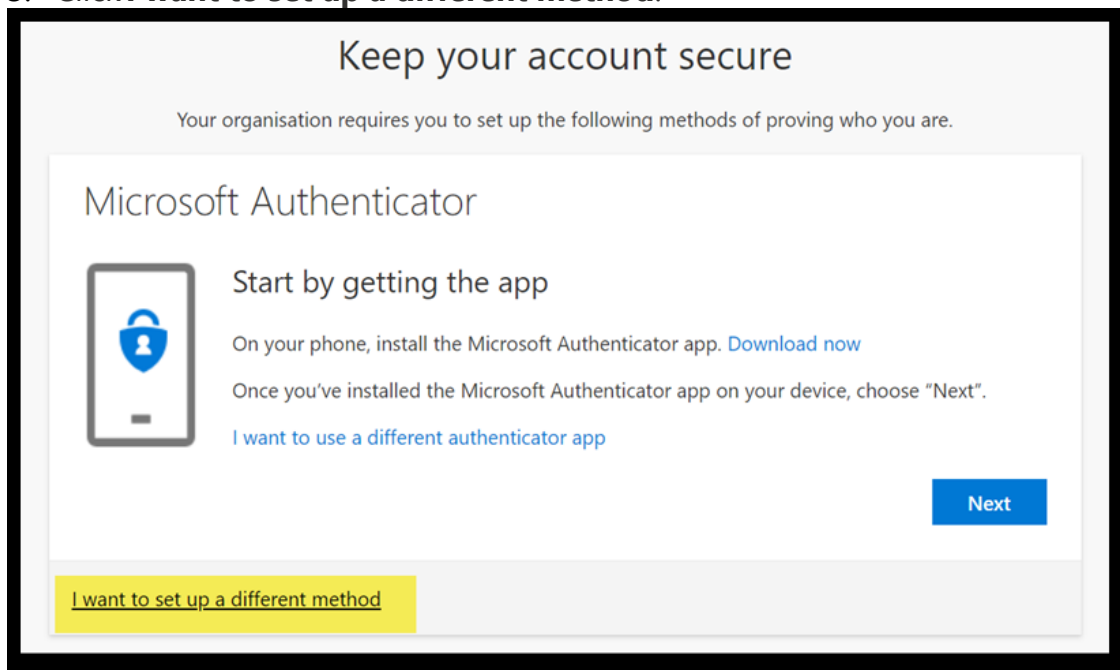 Keep your account secure
Your organisation requires you to set up the following methods of proving who you are.
Microsoft Authenticator
Start by getting the app
On your phone, install the Microsoft Authenticator app. Download now
Once you've installed the Microsoft Authenticator app on your device, choose “Next”.
I want to use a different authenticator app
Next
I want to set up a different method